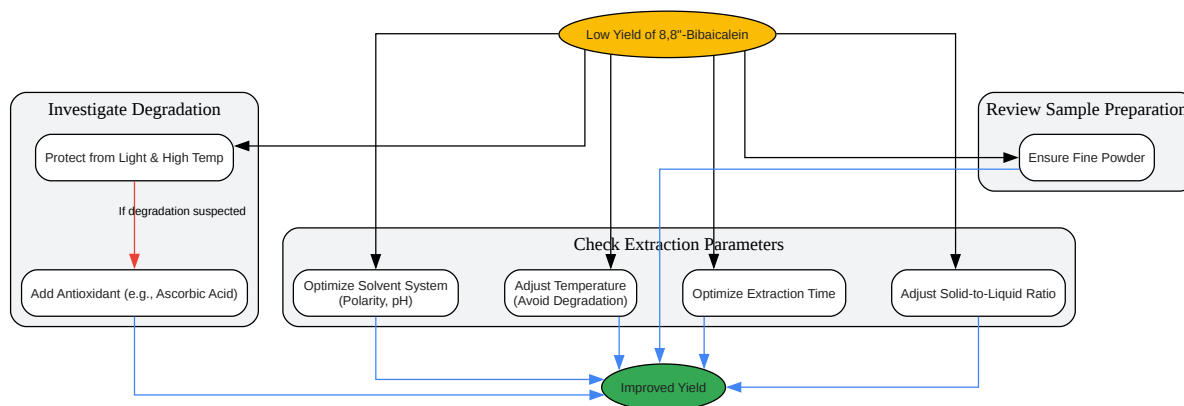 Low Yield of 8,8"-Bibaicalein
Investigate Degradation
Review Sample Preparation
Protect from Light & High Temp
Ensure Fine Powder
If degradation suspected
Check Extraction Parameters
Add Antioxidant (e.g., Ascorbic Acid)
Optimize Solvent System
(Polarity, pH)
Adjust Temperature
(Avoid Degradation)
Optimize Extraction Time
Adjust Solid-to-Liquid Ratio
Improved Yield